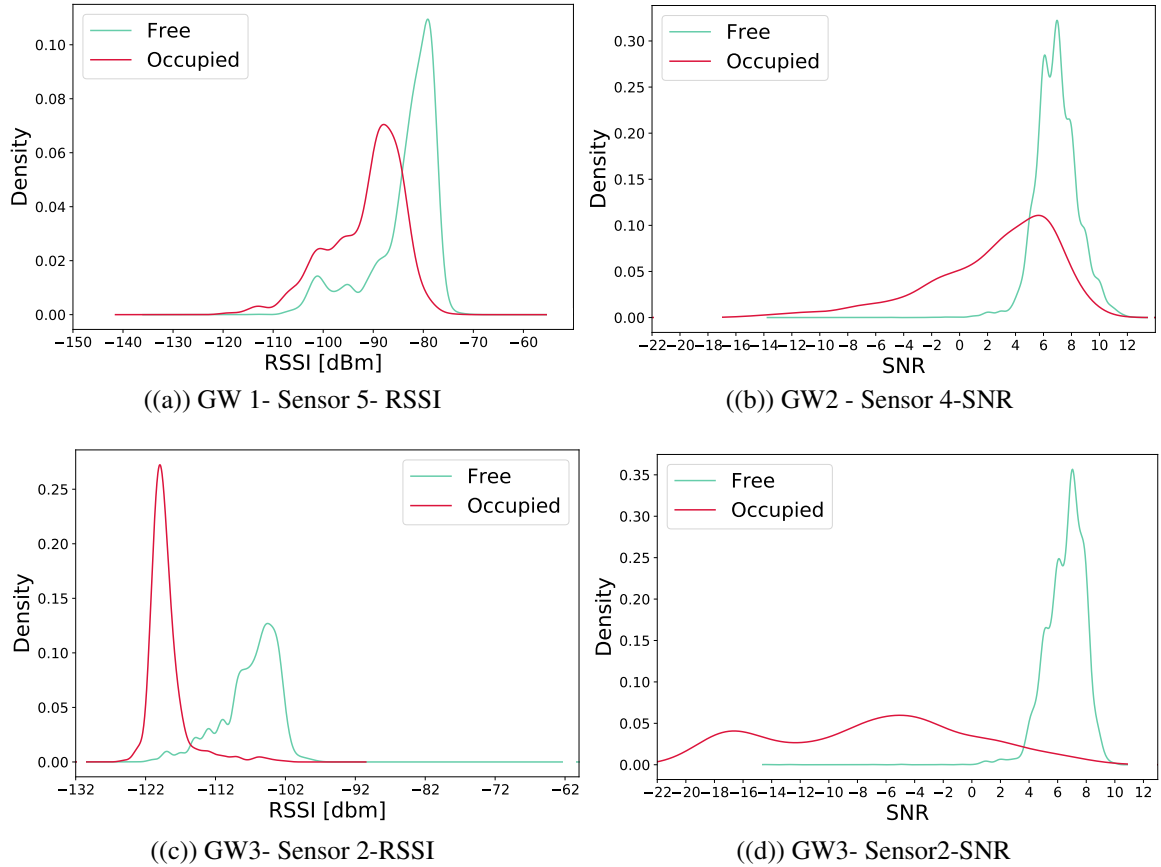 Free
Occupied
Density
0.10
0.08
0.06
0.04
0.02
0.00
−150 −140 −130 −120 −110 −100 −90 −80 −70 −60
RSSI [dBm]
((a)) GW 1- Sensor 5- RSSI
Free
Occupied
Density
0.30
0.25
0.20
0.15
0.10
0.05
0.00
−22−20−18−17−16−14−12−10 −8 −6 −4 −2 0 2 4 6 8 10 12
SNR
((b)) GW2 - Sensor 4-SNR
Free
Occupied
Density
0.25
0.20
0.15
0.10
0.05
0.00
−132 −122 −112 −102 −92 −82 −72 −62
RSSI [dbm]
((c)) GW3- Sensor 2-RSSI
Free
Occupied
Density
0.35
0.30
0.25
0.20
0.15
0.10
0.05
0.00
−22−20−18−17−16−14−12−10 −8 −6 −4 −2 0 2 4 6 8 10 12
SNR
((d)) GW3- Sensor2-SNR